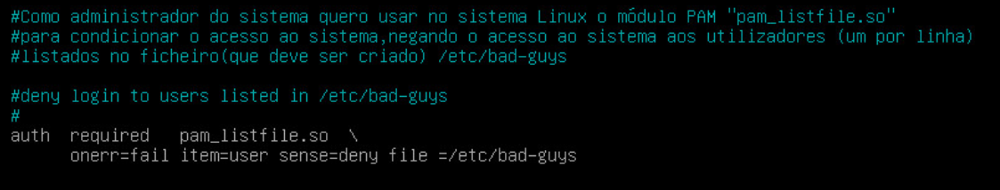 #Como administrador do sistema quero usar no sistema Linux o módulo PAM "pam_listfile.so"
#para condicionar o acesso ao sistema,negando o acesso ao sistema aos utilizadores (um por linha)
#listados no ficheiro(que deve ser criado) /etc/bad-guys
#deny login to users listed in /etc/bad-guys
#
auth required pam_listfile.so \
onerr=fail item=user sense=deny file =/etc/bad-guys